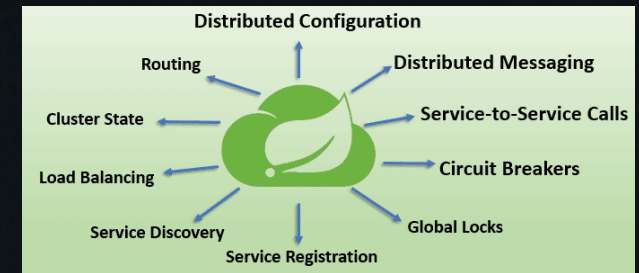 Distributed Configuration
Routing
Distributed Messaging
Cluster State
Service-to-Service Calls
Load Balancing
Circuit Breakers
Service Discovery
Global Locks
Service Registration